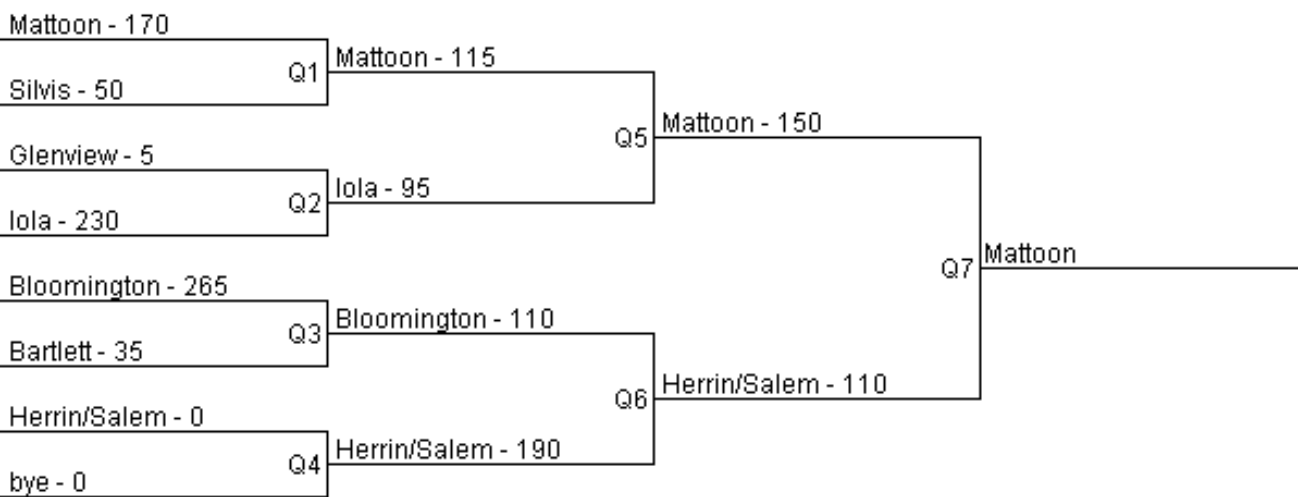 Mattoon - 170
Q1
Mattoon - 115
Silvis - 50
Q5
Mattoon - 150
Glenview - 5
Q2
Iola - 95
Iola - 230
Q7
Mattoon
Bloomington - 265
Q3
Bloomington - 110
Bartlett - 35
Q6
Herrin/Salem - 110
Herrin/Salem - 0
Q4
Herrin/Salem - 190
bye - 0